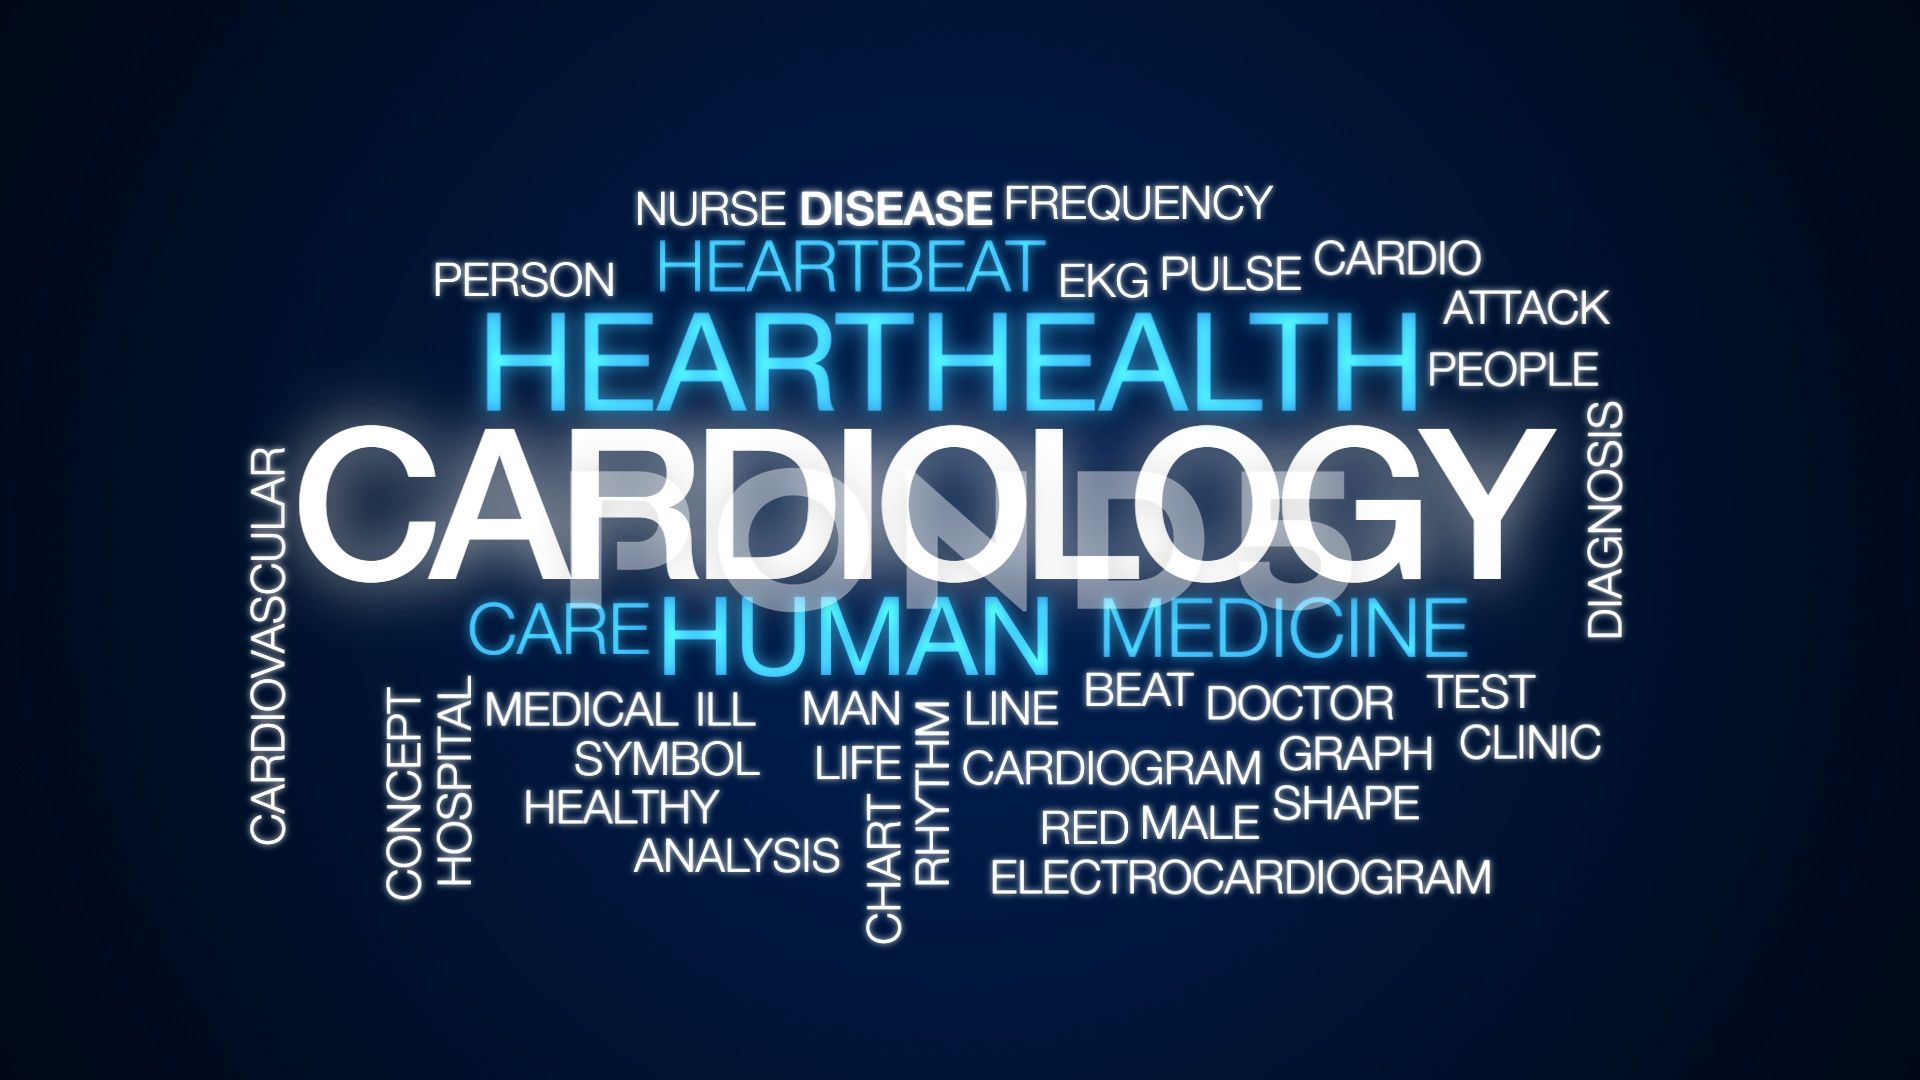 NURSE DISEASE FREQUENCY
PERSON HEARTBEAT EKG PULSE CARDIO
ATTACK
HEART HEALTH PEOPLE
CARDIOLOGY
POND5
CARDIOVASCULAR
DIAGNOSIS
CARE HUMAN MEDICINE
CONCEPT
HOSPITAL
MEDICAL ILL MAN LINE BEAT DOCTOR TEST
SYMBOL LIFE RHYTHM CARDIOGRAM GRAPH CLINIC
HEALTHY CHART RED MALE SHAPE
ANALYSIS ELECTROCARDIOGRAM